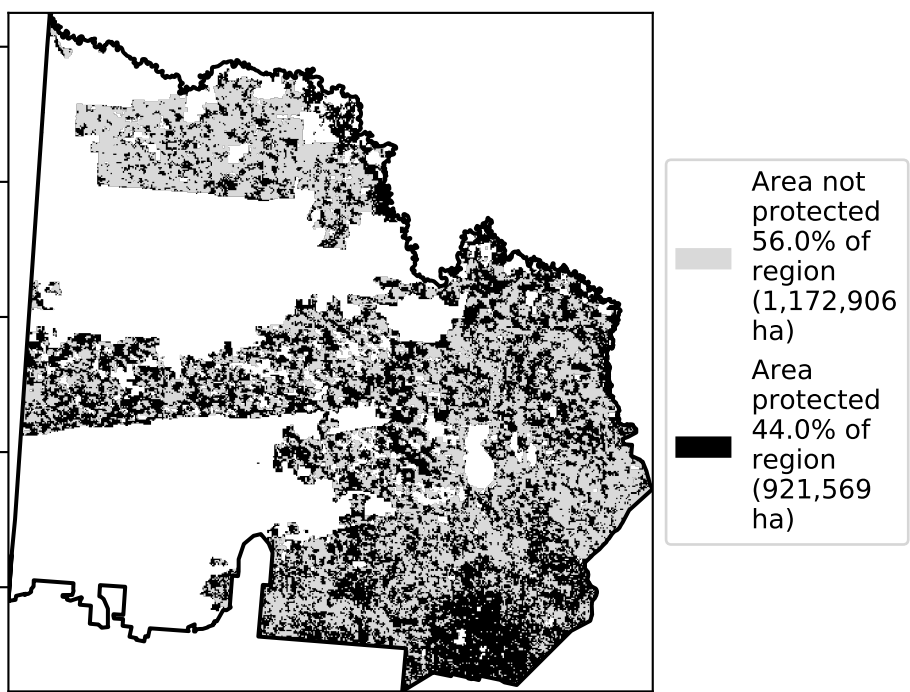 Area not
protected
56.0% of
region
(1,172,906
ha)
Area
protected
44.0% of
region
(921,569
ha)